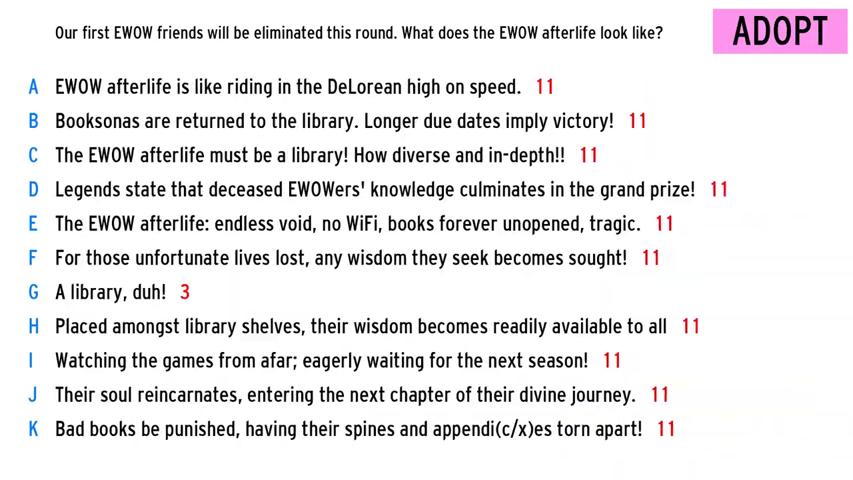 Our first EWOW friends will be eliminated this round. What does the EWOW afterlife look like?
ADOPT
A EWOW afterlife is like riding in the DeLorean high on speed. 11
B Booksonas are returned to the library. Longer due dates imply victory! 11
C The EWOW afterlife must be a library! How diverse and in-depth!! 11
D Legends state that deceased EWOWers' knowledge culminates in the grand prize! 11
E The EWOW afterlife: endless void, no WiFi, books forever unopened, tragic. 11
F For those unfortunate lives lost, any wisdom they seek becomes sought! 11
G A library, duh! 3
H Placed amongst library shelves, their wisdom becomes readily available to all 11
I Watching the games from afar; eagerly waiting for the next season! 11
J Their soul reincarnates, entering the next chapter of their divine journey. 11
K Bad books be punished, having their spines and appendi(c/x)es torn apart! 11